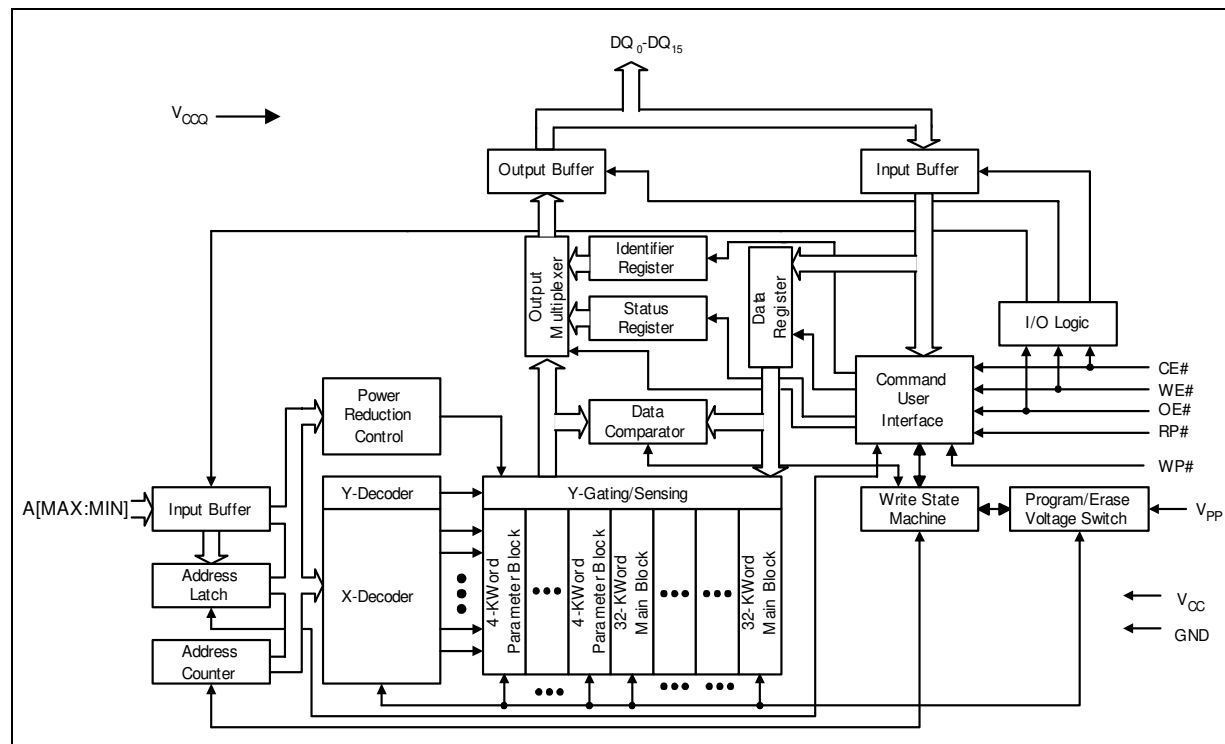 DQ0-DQ15
VCCQ
Output Buffer
Input Buffer
Output
Multiplexer
Identifier
Register
Status
Register
Data
Register
I/O Logic
Command
User
Interface
CE#
WE#
OE#
RP#
WP#
Power
Reduction
Control
Data
Comparator
A[MAX:MIN]
Input Buffer
Y-Decoder
Y-Gating/Sensing
Write State
Machine
Program/Erase
Voltage Switch
VPP
Address
Latch
X-Decoder
4-KWord
Parameter Block
4-KWord
Parameter Block
32-KWord
Main Block
32-KWord
Main Block
Address
Counter
VCC
GND